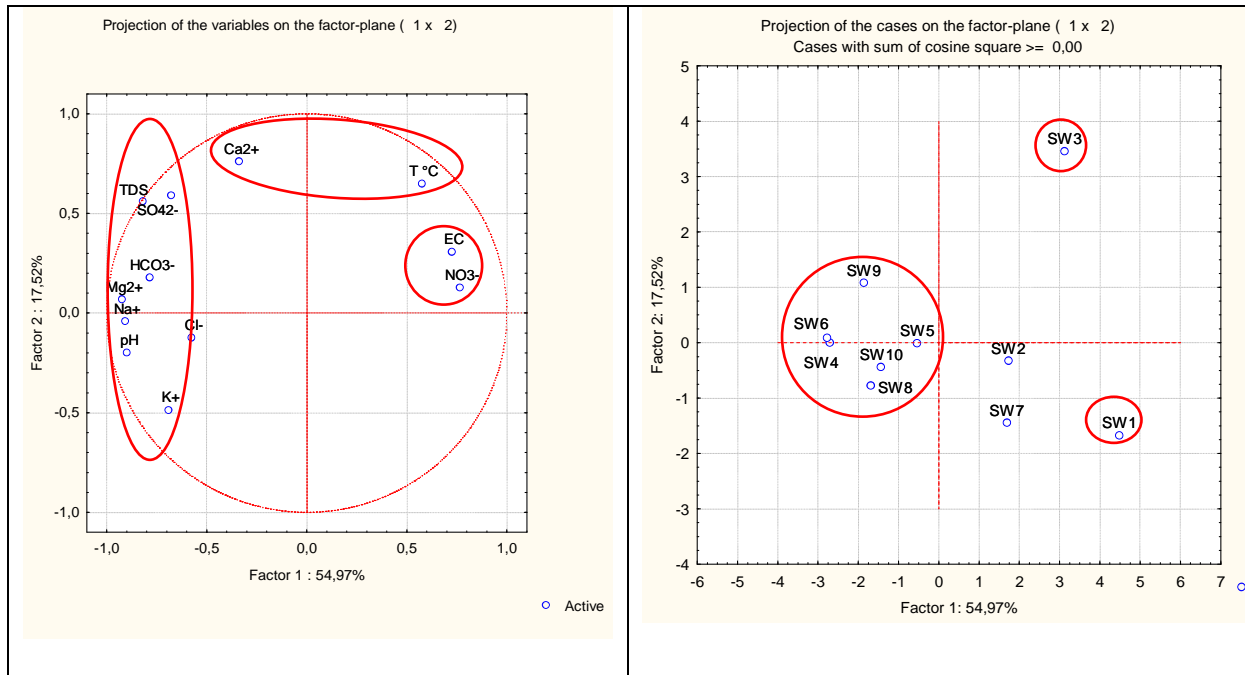 Projection of the variables on the factor-plane ( 1 x 2)
1,0
Ca2+
T °C
TDS
0,5
SO42-
EC
HCO3-
NO3-
Mg2+
Na+
0,0
Cl-
pH
K+
-0,5
-1,0
-1,0 -0,5 0,0 0,5 1,0
Factor 1 : 54,97%
Factor 2 : 17,52%
Active
Projection of the cases on the factor-plane ( 1 x 2)
Cases with sum of cosine square >= 0,00
5
4
SW3
3
2
SW9
1
SW6
SW5
0
SW2
SW4
SW10
SW8
-1
SW7
SW1
-2
-3
-4
-6 -5 -4 -3 -2 -1 0 1 2 3 4 5 6 7
Factor 1: 54,97%
Factor 2: 17,52%